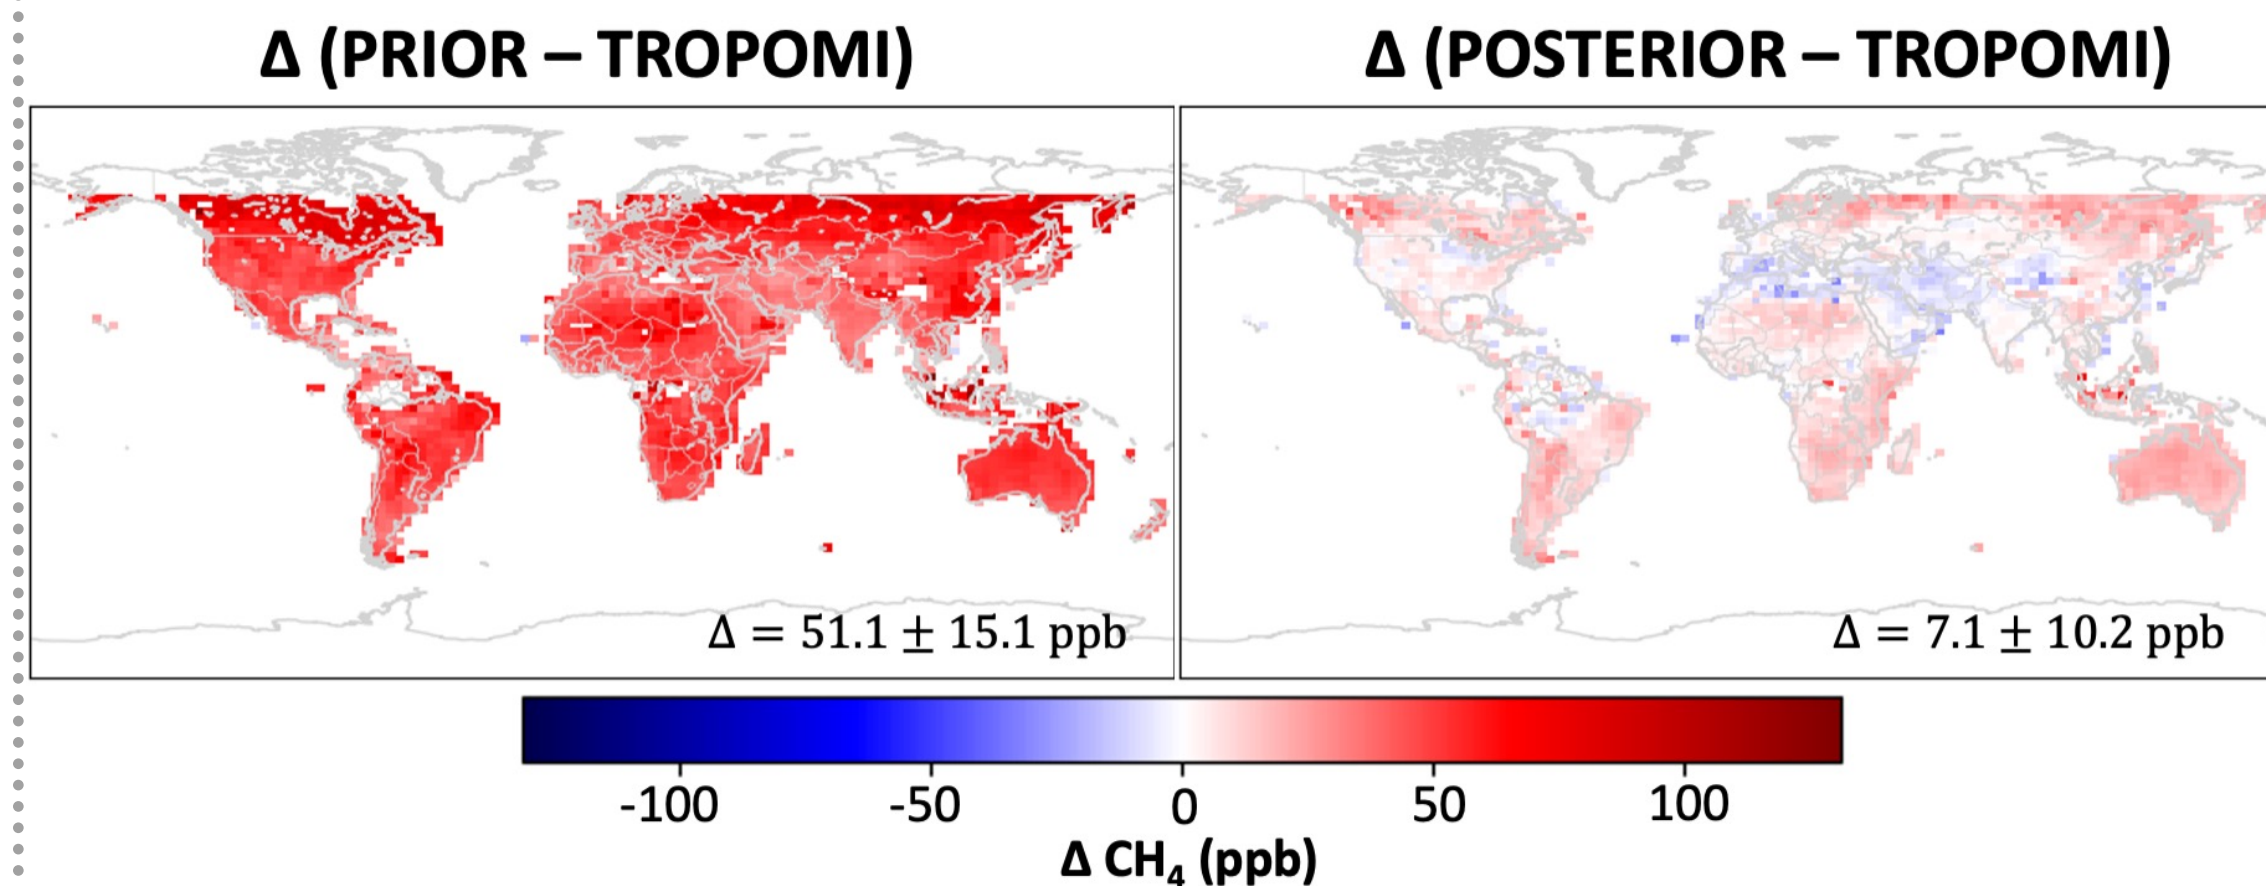 Δ (PRIOR – TROPOMI)
Δ (POSTERIOR – TROPOMI)
Δ = 51.1 ± 15.1 ppb
Δ = 7.1 ± 10.2 ppb
-100 -50 0 50 100
Δ CH₄ (ppb)